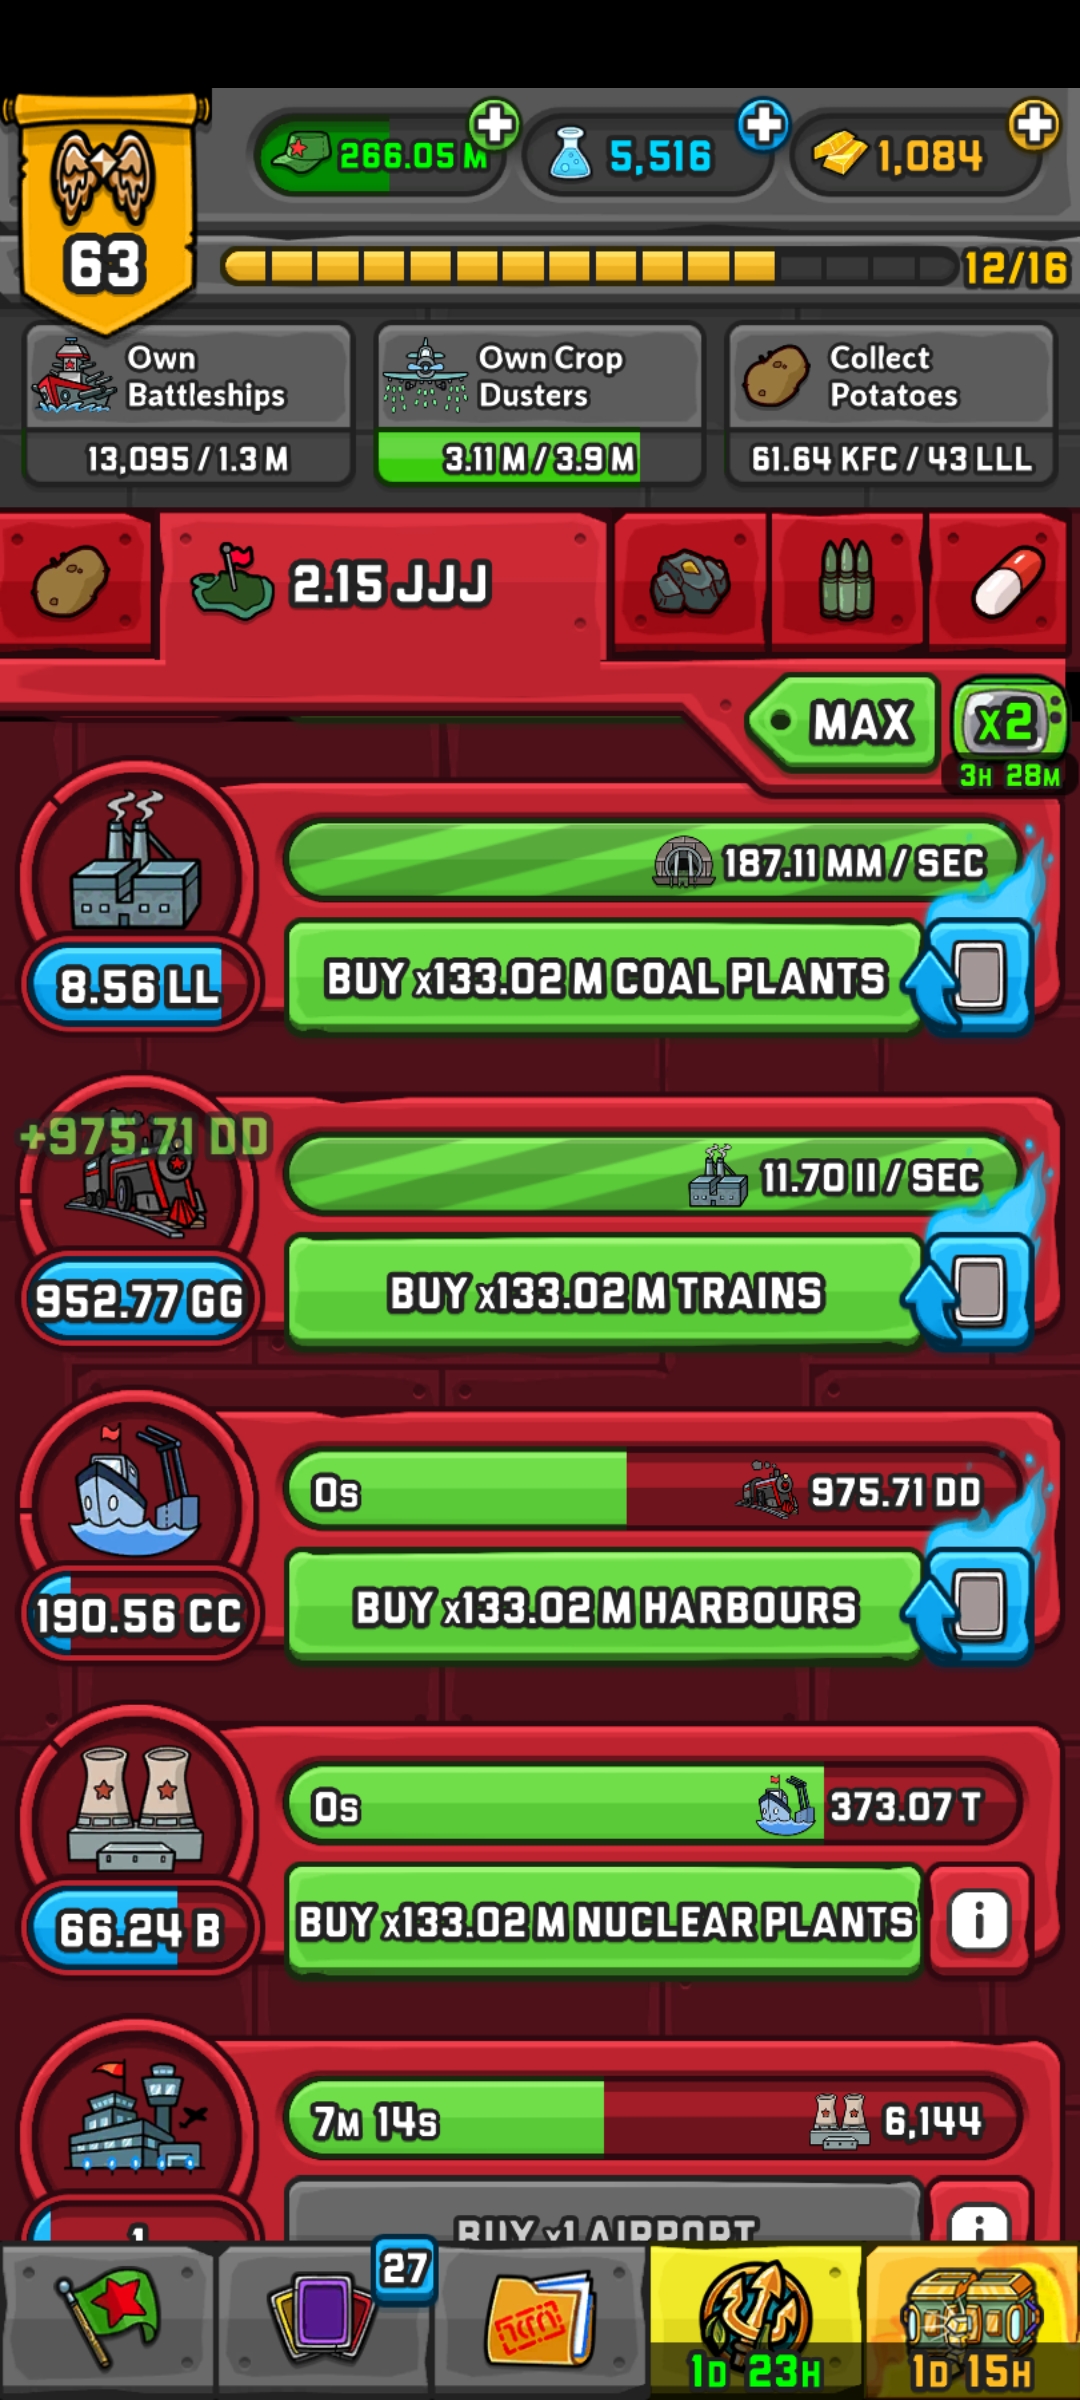 266.05 M
5,516
1,084
63
12/16
Own Battleships
13,095 / 1.3 M
Own Crop Dusters
3.11 M / 3.9 M
Collect Potatoes
61.64 KFC / 43 LLL
2.15 JJJ
MAX
x2
3H 28M
187.11 MM / SEC
8.56 LL
BUY x133.02 M COAL PLANTS
+975.71 DD
11.70 II / SEC
952.77 GG
BUY x133.02 M TRAINS
0s
975.71 DD
190.56 CC
BUY x133.02 M HARBOURS
0s
373.07 T
66.24 B
BUY x133.02 M NUCLEAR PLANTS
7M 14s
6,144
1
BUY x1 AIRPORT
27
1D 23H
1D 15H